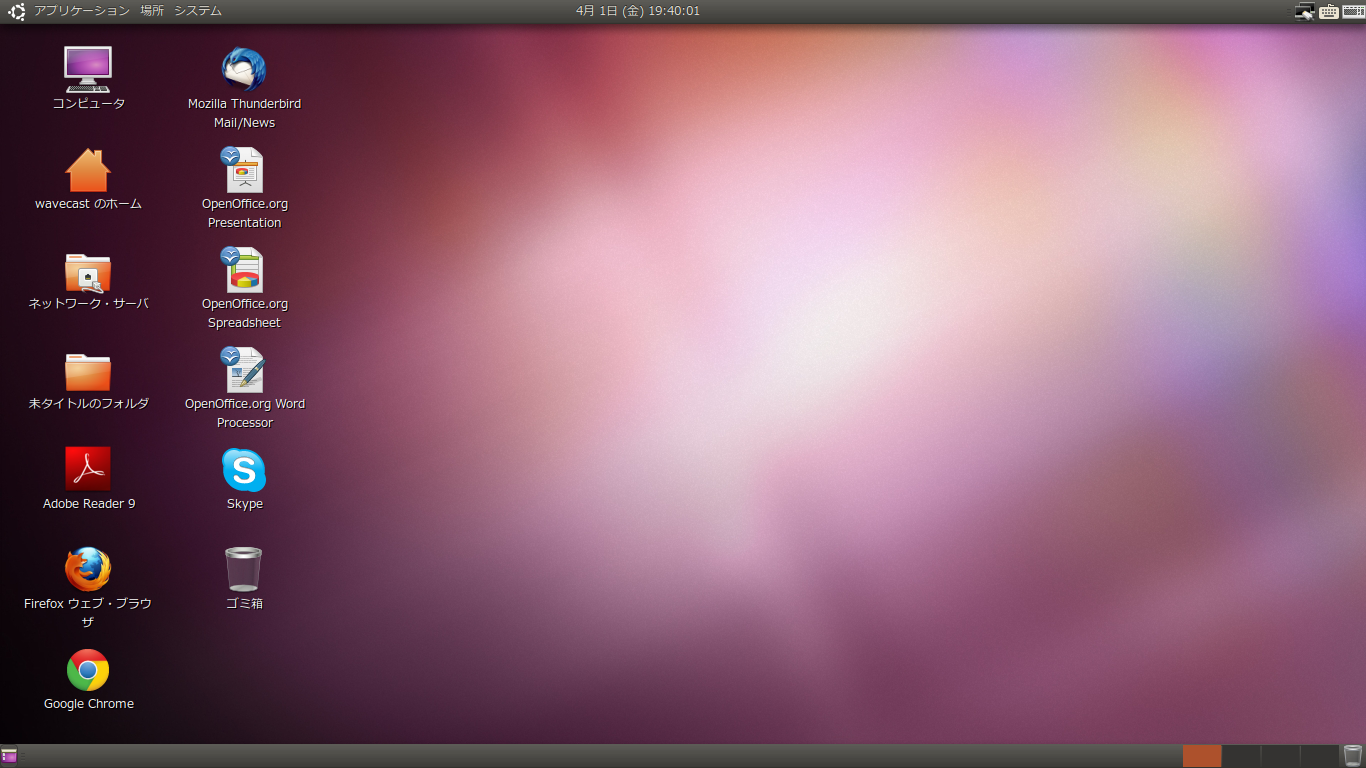 アプリケーション 場所 システム
4月 1日 (金) 19:40:01
コンピュータ
wavecast のホーム
ネットワーク・サーバ
未タイトルのフォルダ
Adobe Reader 9
Firefox ウェブ・ブラウ
ザ
Google Chrome
Mozilla Thunderbird
Mail/News
OpenOffice.org
Presentation
OpenOffice.org
Spreadsheet
OpenOffice.org Word
Processor
Skype
ゴミ箱